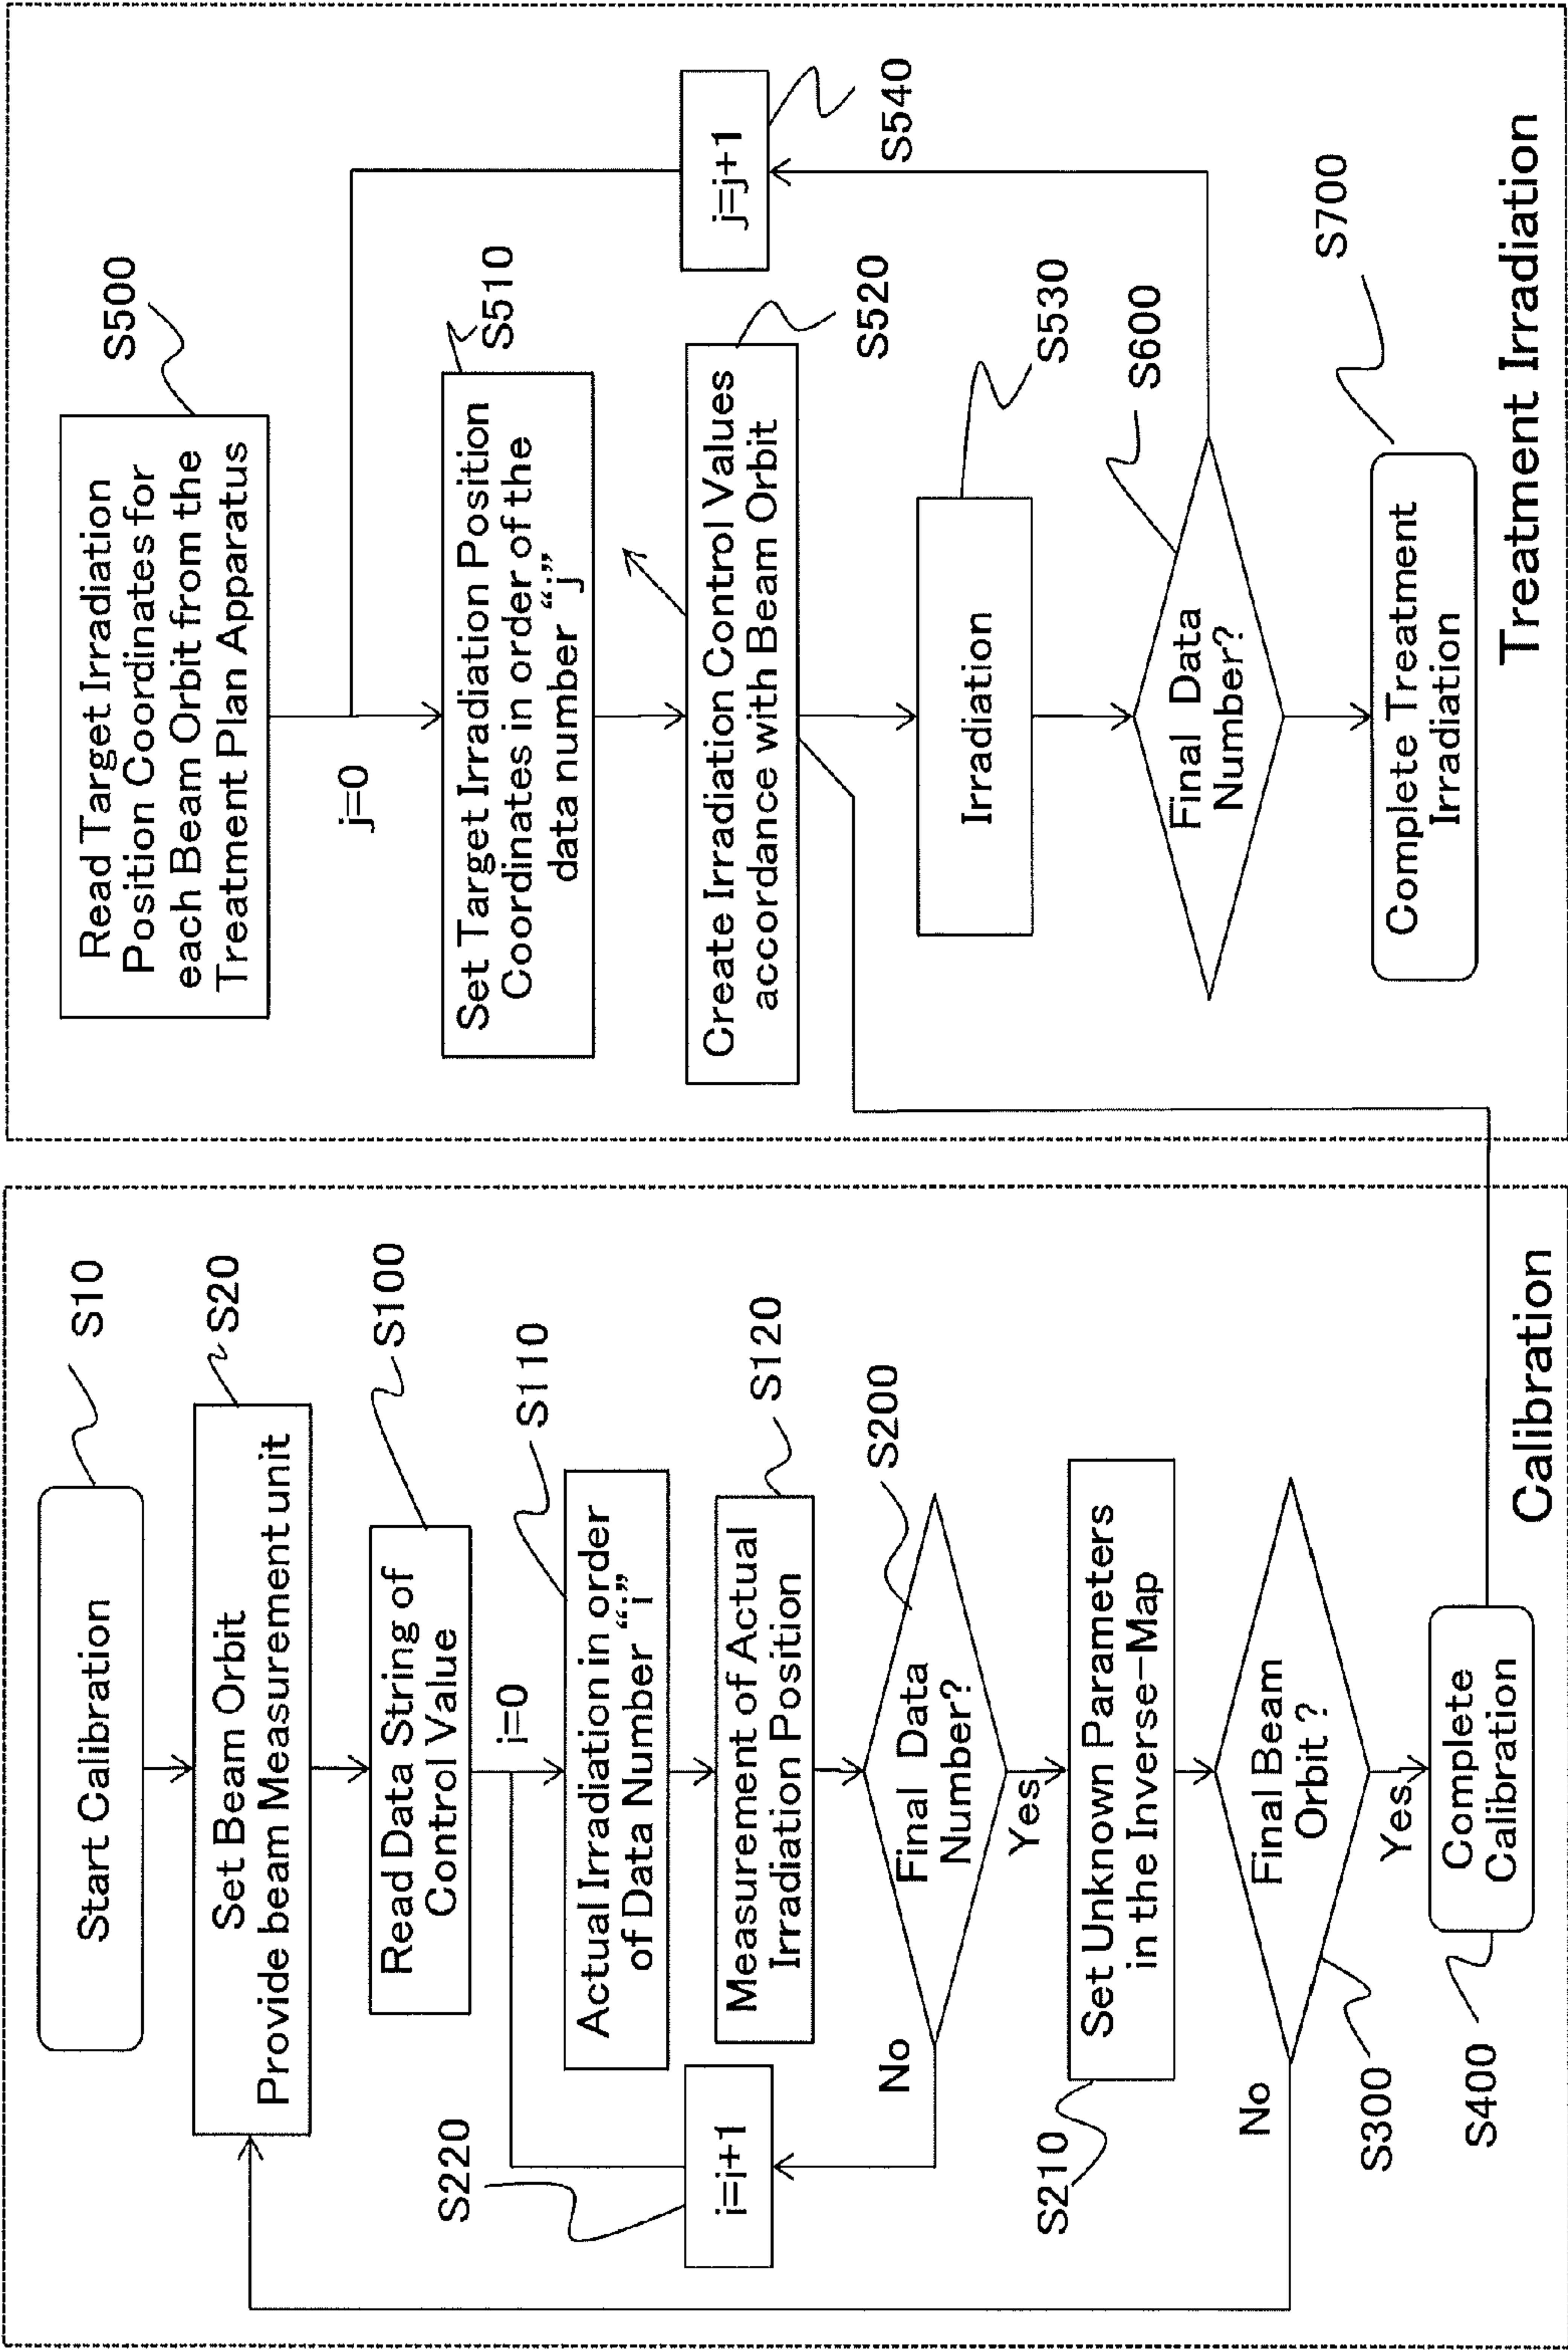 Start Calibration
S10
Set Beam Orbit
Provide beam Measurement unit
S20
Read Data String of
Control Value
S100
i=0
Actual Irradiation in order
of Data Number “i”
S110
Measurement of Actual
Irradiation Position
S120
Final Data
Number?
S200
No
i=i+1
S220
Yes
Set Unknown Parameters
in the Inverse-Map
S210
Final Beam
Orbit ?
S300
No
Yes
Complete
Calibration
S400
Calibration
Read Target Irradiation
Position Coordinates for
each Beam Orbit from the
Treatment Plan Apparatus
S500
j=0
Set Target Irradiation Position
Coordinates in order of the
data number “j”
S510
j=j+1
S540
Create Irradiation Control Values
accordance with Beam Orbit
S520
Irradiation
S530
Final Data
Number?
S600
Complete Treatment
Irradiation
S700
Treatment Irradiation